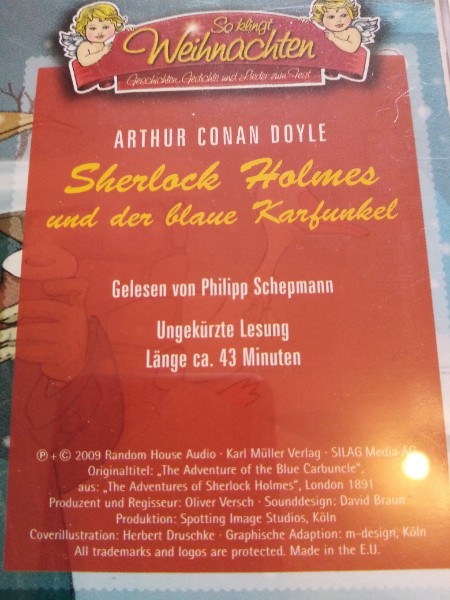 So klingt
Weihnachten
Geschichten, Gedichte und Lieder zum Fest
ARTHUR CONAN DOYLE
Sherlock Holmes
und der blaue Karfunkel
Gelesen von Philipp Schepmann
Ungekürzte Lesung
Länge ca. 43 Minuten
℗ + © 2009 Random House Audio · Karl Müller Verlag · SILAG Media AG
Originaltitel: „The Adventure of the Blue Carbuncle“,
aus: „The Adventures of Sherlock Holmes“, London 1891
Produzent und Regisseur: Oliver Versch · Sounddesign: David Braun
Produktion: Spotting Image Studios, Köln
Coverillustration: Herbert Druschke · Graphische Adaption: m-design, Köln
All trademarks and logos are protected. Made in the E.U.